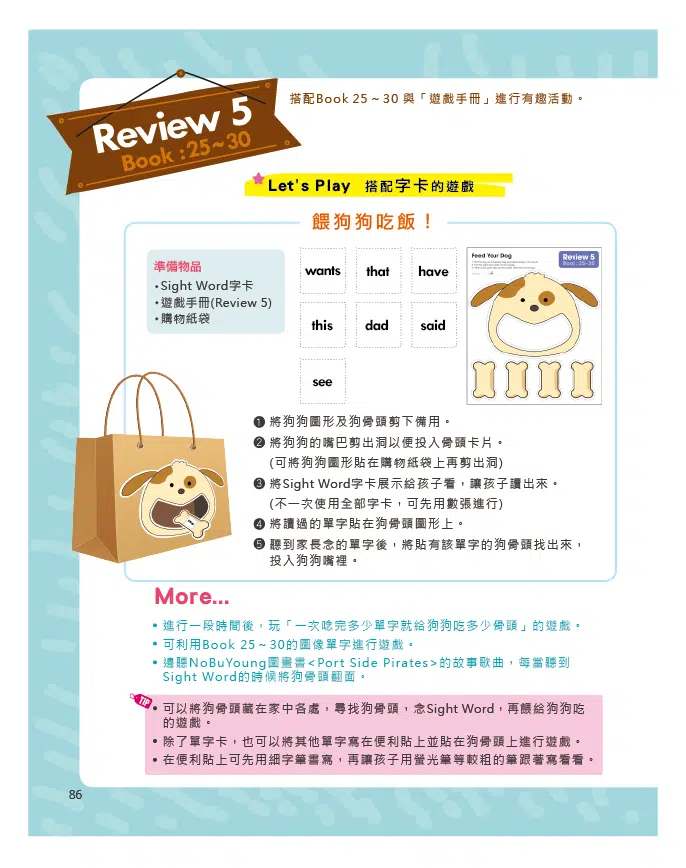 Review 5
Book : 25~30
搭配Book 25 ~ 30 與「遊戲手冊」進行有趣活動。
Let's Play 搭配字卡的遊戲
餵狗狗吃飯！
準備物品
•Sight Word字卡
•遊戲手冊(Review 5)
•購物紙袋
wants that have
this dad said
see
Feed Your Dog
Review 5
Book : 25~30
❶ 將狗狗圖形及狗骨頭剪下備用。
❷ 將狗狗的嘴巴剪出洞以便投入骨頭卡片。
(可將狗狗圖形貼在購物紙袋上再剪出洞)
❸ 將Sight Word字卡展示給孩子看，讓孩子讀出來。
(不一次使用全部字卡，可先用數張進行)
❹ 將讀過的單字貼在狗骨頭圖形上。
❺ 聽到家長念的單字後，將貼有該單字的狗骨頭找出來，
投入狗狗嘴裡。
More...
• 進行一段時間後，玩「一次唸完多少單字就給狗狗吃多少骨頭」的遊戲。
• 可利用Book 25～30的圖像單字進行遊戲。
• 邊聽NoBuYoung圖畫書<Port Side Pirates>的故事歌曲，每當聽到
Sight Word的時候將狗骨頭翻面。
TIP
• 可以將狗骨頭藏在家中各處，尋找狗骨頭，念Sight Word，再餵給狗狗吃
的遊戲。
• 除了單字卡，也可以將其他單字寫在便利貼上並貼在狗骨頭上進行遊戲。
• 在便利貼上可先用細字筆書寫，再讓孩子用螢光筆等較粗的筆跟著寫看看。
86